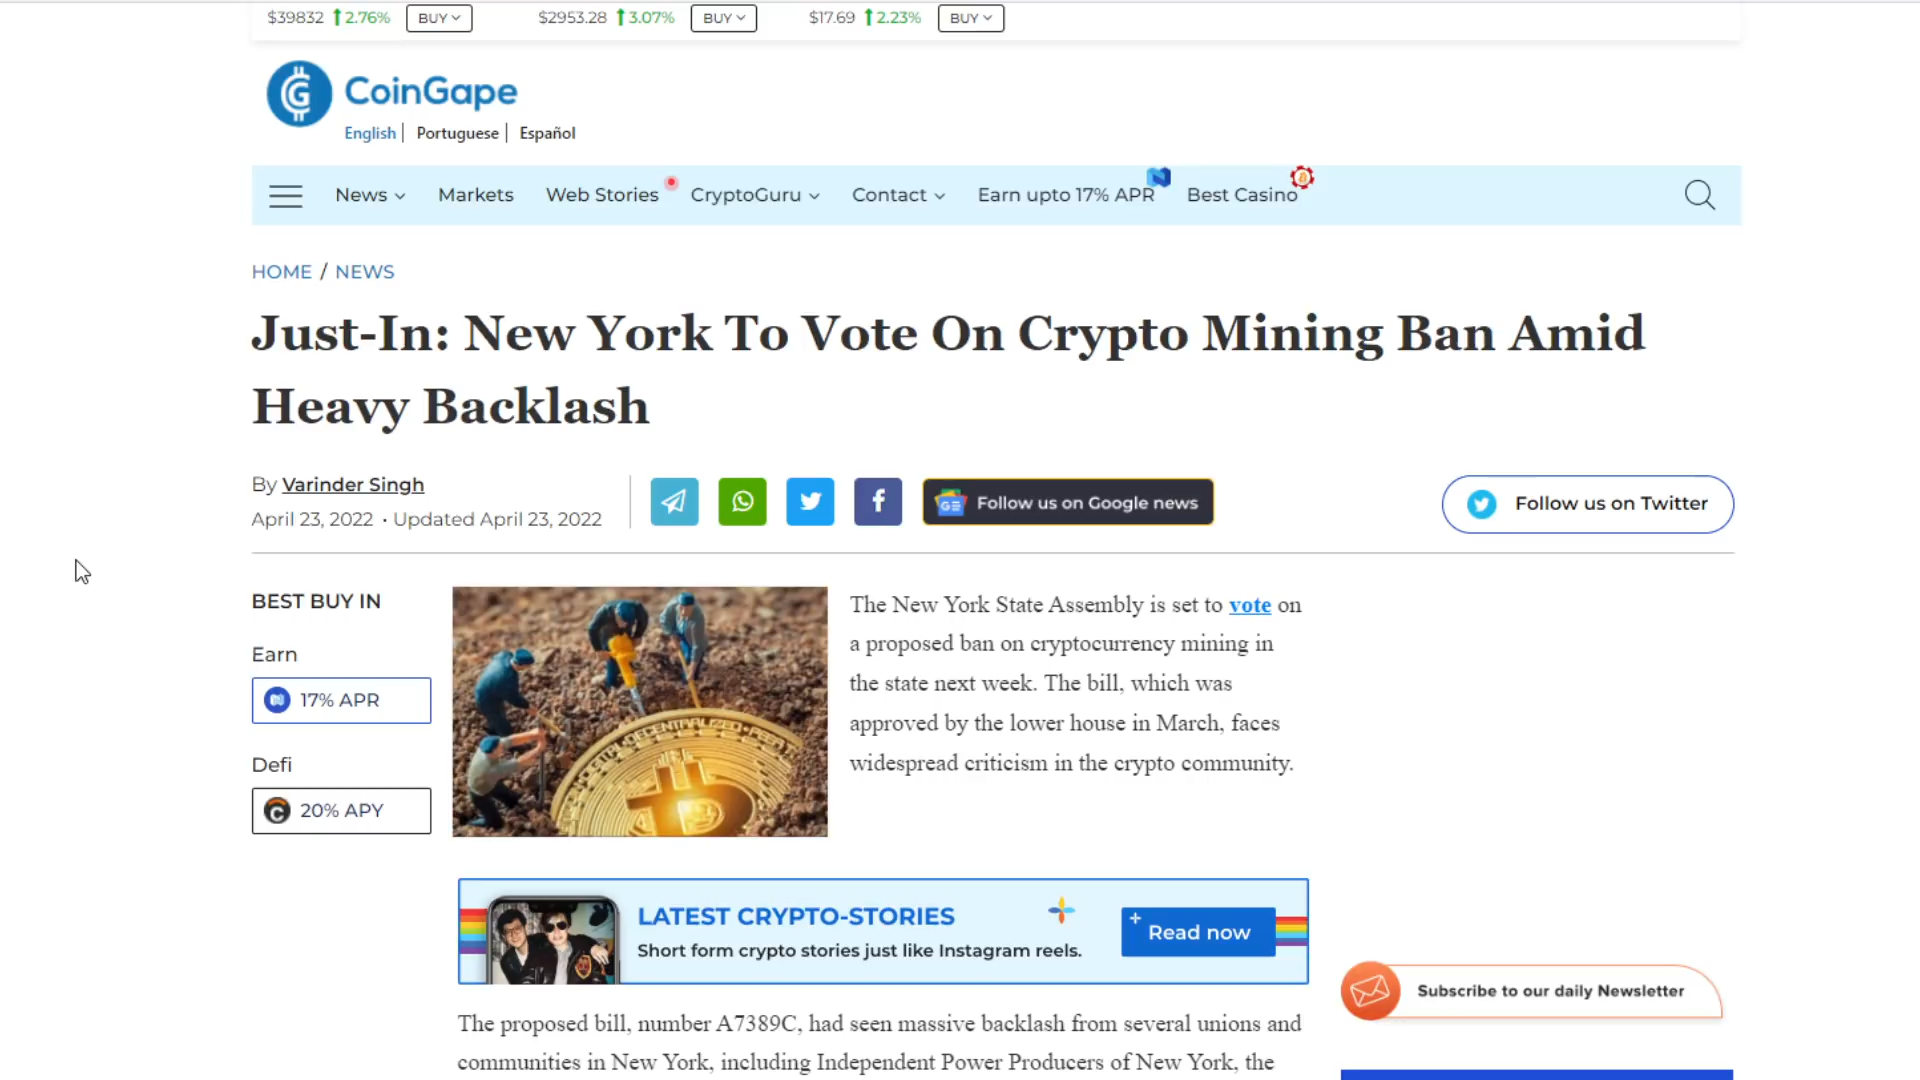 $39832 2.76% BUY $2953.28 3.07% BUY $17.69 2.23% BUY
CoinGape
English Portuguese Español
News Markets Web Stories CryptoGuru Contact Earn upto 17% APR Best Casino
HOME / NEWS
Just-In: New York To Vote On Crypto Mining Ban Amid
Heavy Backlash
By Varinder Singh
April 23, 2022 • Updated April 23, 2022
Follow us on Google news
Follow us on Twitter
BEST BUY IN
Earn
17% APR
Defi
20% APY
The New York State Assembly is set to vote on
a proposed ban on cryptocurrency mining in
the state next week. The bill, which was
approved by the lower house in March, faces
widespread criticism in the crypto community.
LATEST CRYPTO-STORIES
Short form crypto stories just like Instagram reels.
Read now
Subscribe to our daily Newsletter
The proposed bill, number A7389C, had seen massive backlash from several unions and
communities in New York, including Independent Power Producers of New York, the